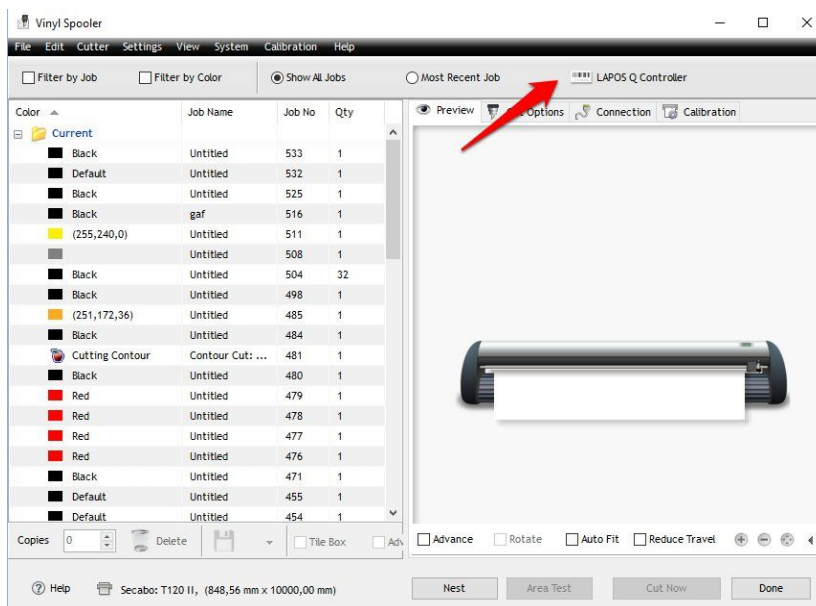 Vinyl Spooler
File Edit Cutter Settings View System Calibration Help
Filter by Job Filter by Color Show All Jobs Most Recent Job LAPOS Q Controller
Color Job Name Job No Qty
Preview Options Connection Calibration
Current
Black Untitled 533 1
Default Untitled 532 1
Black Untitled 525 1
Black gaf 516 1
(255,240,0) Untitled 511 1
Untitled 508 1
Black Untitled 504 32
Black Untitled 498 1
(251,172,36) Untitled 485 1
Black Untitled 484 1
Cutting Contour Contour Cut: ... 481 1
Black Untitled 480 1
Red Untitled 479 1
Red Untitled 478 1
Red Untitled 477 1
Red Untitled 476 1
Black Untitled 471 1
Default Untitled 455 1
Default Untitled 454 1
Copies 0 Delete Tile Box Adv
Advance Rotate Auto Fit Reduce Travel
Help Secabo: T120 II, (848,56 mm x 10000,00 mm)
Nest Area Test Cut Now Done